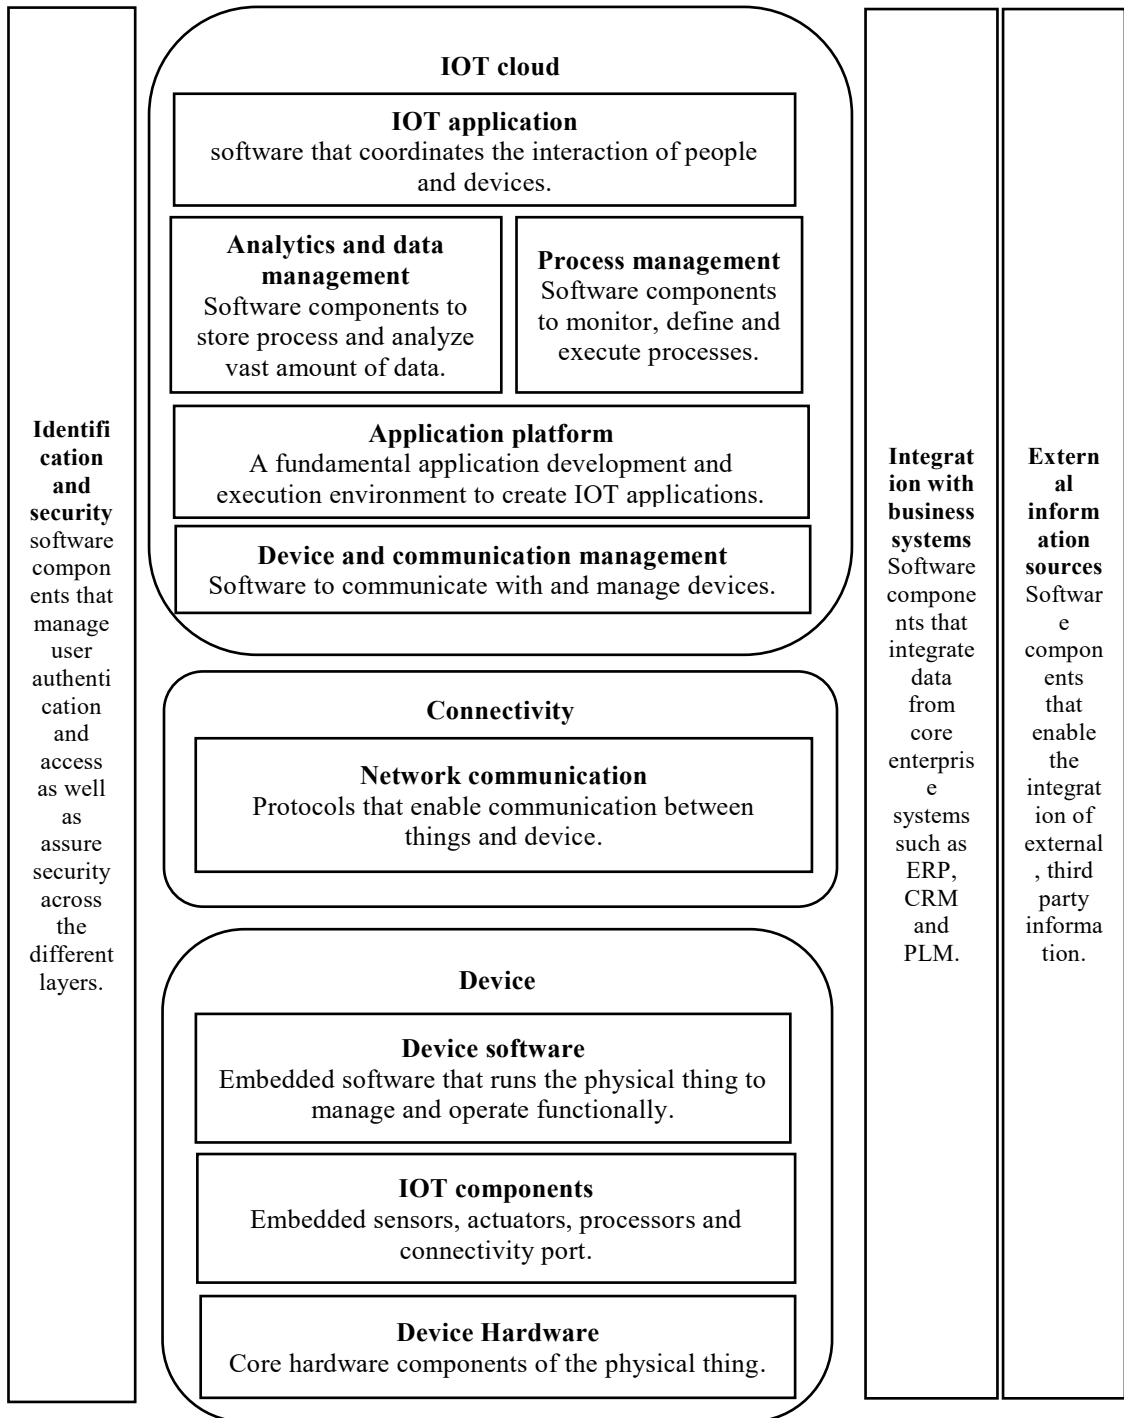 Identifi
cation
and
security
software
compon
ents that
manage
user
authenti
cation
and
access
as well
as
assure
security
across
the
different
layers.
IOT cloud
IOT application
software that coordinates the interaction of people
and devices.
Analytics and data
management
Software components to
store process and analyze
vast amount of data.
Process management
Software components
to monitor, define and
execute processes.
Application platform
A fundamental application development and
execution environment to create IOT applications.
Device and communication management
Software to communicate with and manage devices.
Connectivity
Network communication
Protocols that enable communication between
things and device.
Device
Device software
Embedded software that runs the physical thing to
manage and operate functionally.
IOT components
Embedded sensors, actuators, processors and
connectivity port.
Device Hardware
Core hardware components of the physical thing.
Integrat
ion with
business
systems
Software
compone
nts that
integrate
data
from
core
enterpris
e
systems
such as
ERP,
CRM
and
PLM.
Extern
al
inform
ation
sources
Softwar
e
compon
ents
that
enable
the
integrat
ion of
external
, third
party
informa
tion.